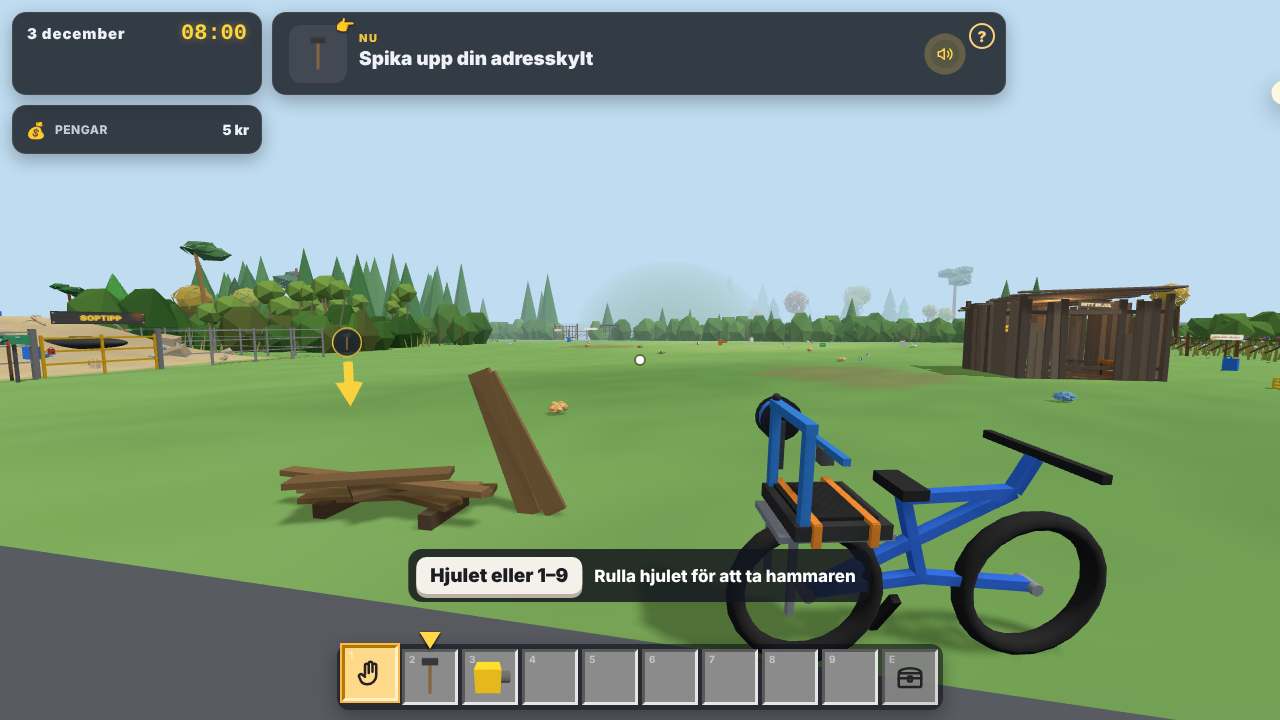 3 december
08:00
NU
Spika upp din adresskylt
?
PENGAR
5 kr
SOPTIPP
Hjulet eller 1–9
Rulla hjulet för att ta hammaren
2
3
4
5
6
7
8
9
E